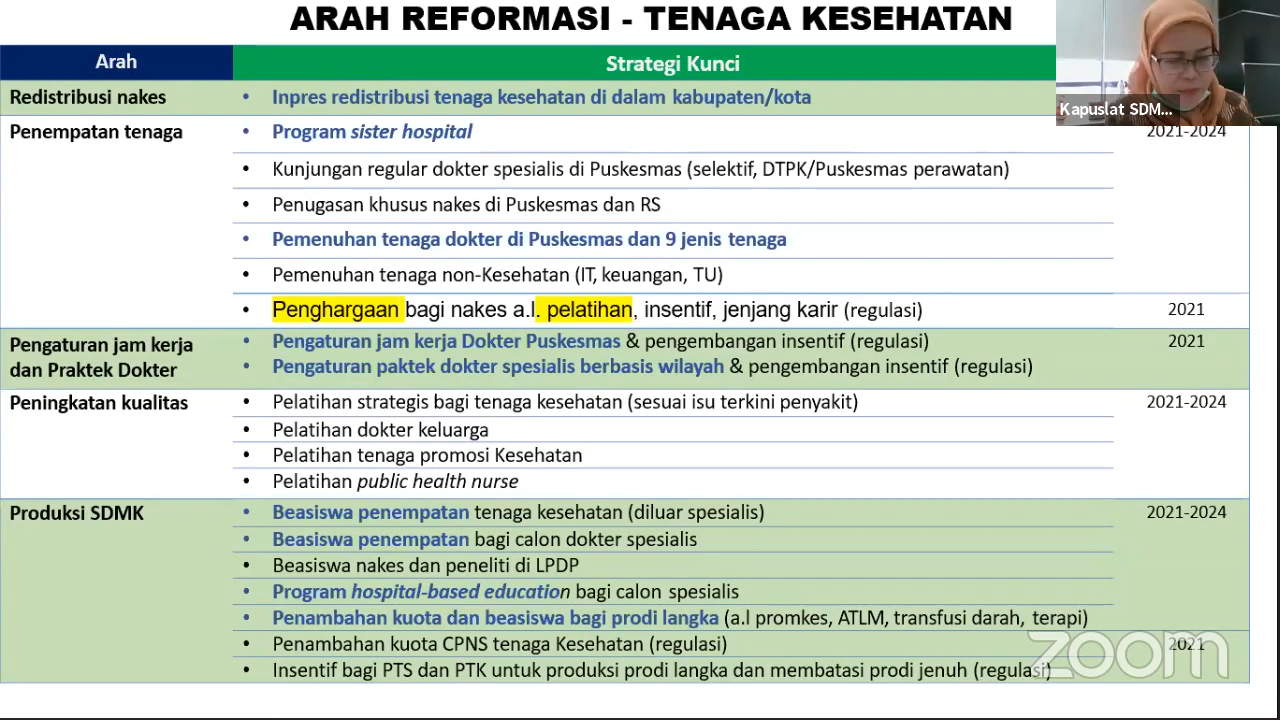 ARAH REFORMASI - TENAGA KESEHATAN
Arah
Strategi Kunci
Kapuslat SDM...
Redistribusi nakes
• Inpres redistribusi tenaga kesehatan di dalam kabupaten/kota
Penempatan tenaga
• Program sister hospital
2021-2024
• Kunjungan regular dokter spesialis di Puskesmas (selektif, DTPK/Puskesmas perawatan)
• Penugasan khusus nakes di Puskesmas dan RS
• Pemenuhan tenaga dokter di Puskesmas dan 9 jenis tenaga
• Pemenuhan tenaga non-Kesehatan (IT, keuangan, TU)
• Penghargaan bagi nakes a.l. pelatihan, insentif, jenjang karir (regulasi)
2021
Pengaturan jam kerja
dan Praktek Dokter
• Pengaturan jam kerja Dokter Puskesmas & pengembangan insentif (regulasi)
2021
• Pengaturan paktek dokter spesialis berbasis wilayah & pengembangan insentif (regulasi)
Peningkatan kualitas
• Pelatihan strategis bagi tenaga kesehatan (sesuai isu terkini penyakit)
2021-2024
• Pelatihan dokter keluarga
• Pelatihan tenaga promosi Kesehatan
• Pelatihan public health nurse
Produksi SDMK
• Beasiswa penempatan tenaga kesehatan (diluar spesialis)
2021-2024
• Beasiswa penempatan bagi calon dokter spesialis
• Beasiswa nakes dan peneliti di LPDP
• Program hospital-based education bagi calon spesialis
• Penambahan kuota dan beasiswa bagi prodi langka (a.l promkes, ATLM, transfusi darah, terapi)
• Penambahan kuota CPNS tenaga Kesehatan (regulasi)
2021
• Insentif bagi PTS dan PTK untuk produksi prodi langka dan membatasi prodi jenuh (regulasi)
zoom